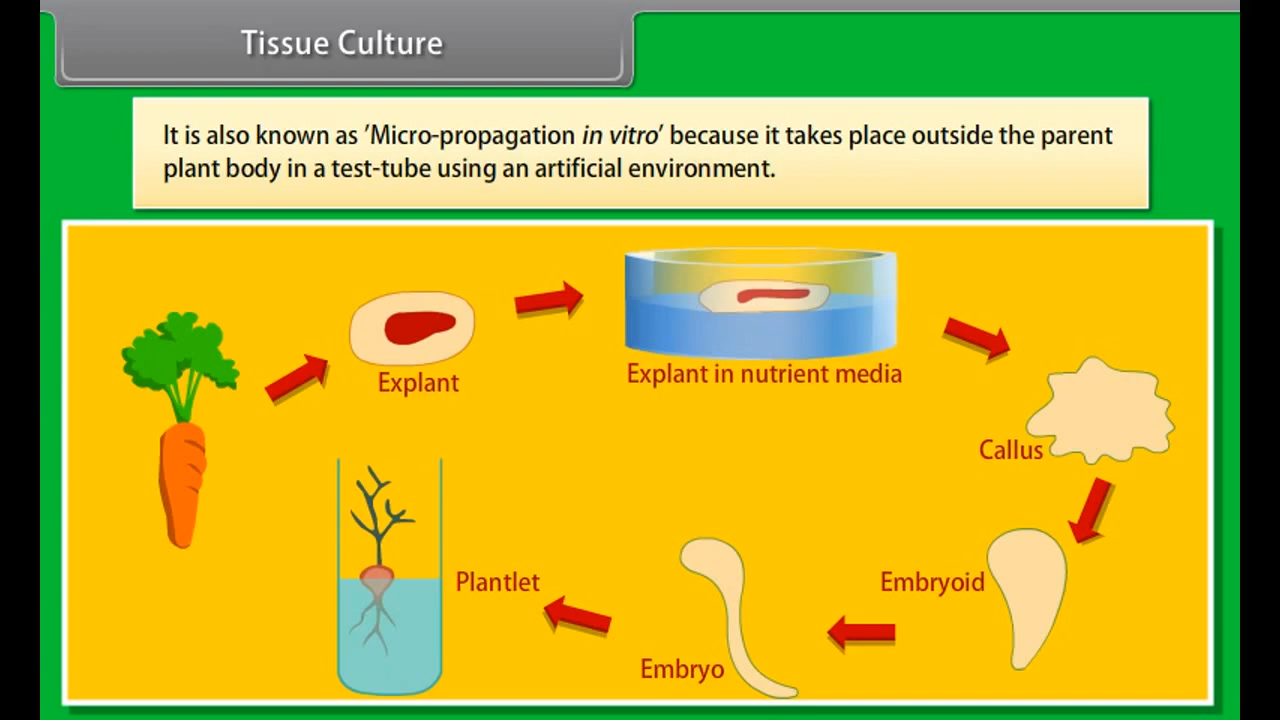 Tissue Culture
It is also known as ’Micro-propagation in vitro’ because it takes place outside the parent
plant body in a test-tube using an artificial environment.
Explant
Explant in nutrient media
Callus
Embryoid
Embryo
Plantlet